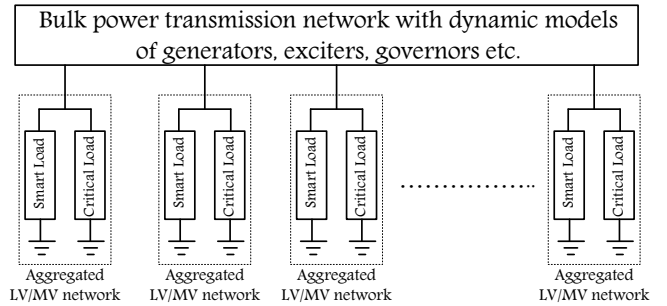 Bulk power transmission network with dynamic models
of generators, exciters, governors etc.
Smart Load
Critical Load
Smart Load
Critical Load
Smart Load
Critical Load
Smart Load
Critical Load
Aggregated
LV/MV network
Aggregated
LV/MV network
Aggregated
LV/MV network
Aggregated
LV/MV network